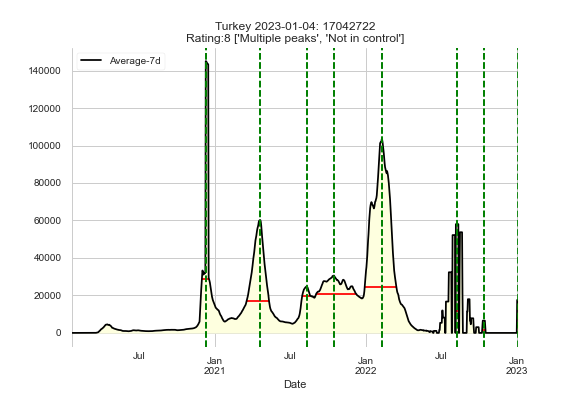 Turkey 2023-01-04: 17042722
Rating:8 ['Multiple peaks', 'Not in control']
Average-7d
140000
120000
100000
80000
60000
40000
20000
0
Jul
Jan
2021
Jul
Jan
2022
Jul
Jan
2023
Date